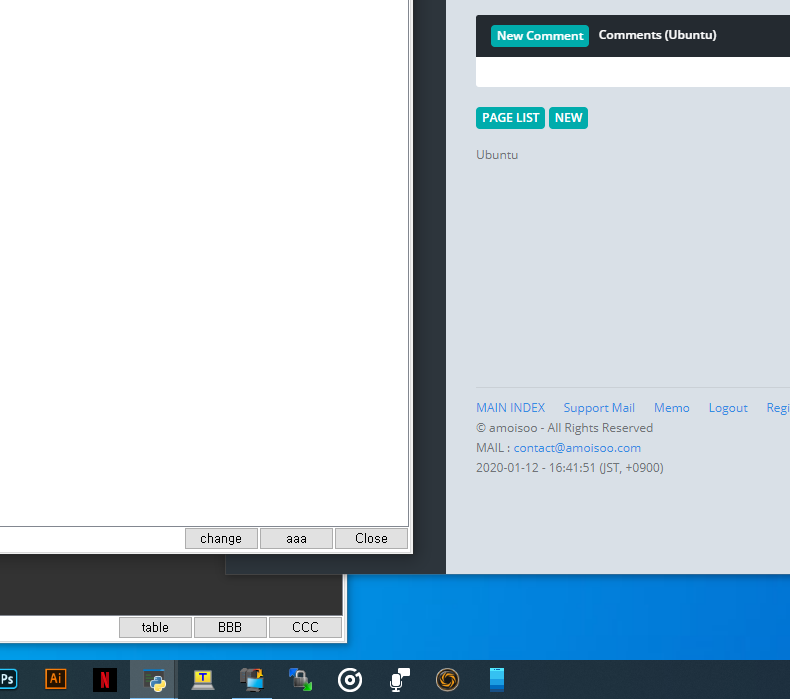 New Comment Comments (Ubuntu)
PAGE LIST NEW
Ubuntu
MAIN INDEX Support Mail Memo Logout Regi
© amoisoo - All Rights Reserved
MAIL : contact@amoisoo.com
2020-01-12 - 16:41:51 (JST, +0900)
change aaa Close
table BBB CCC
Ps Ai N T